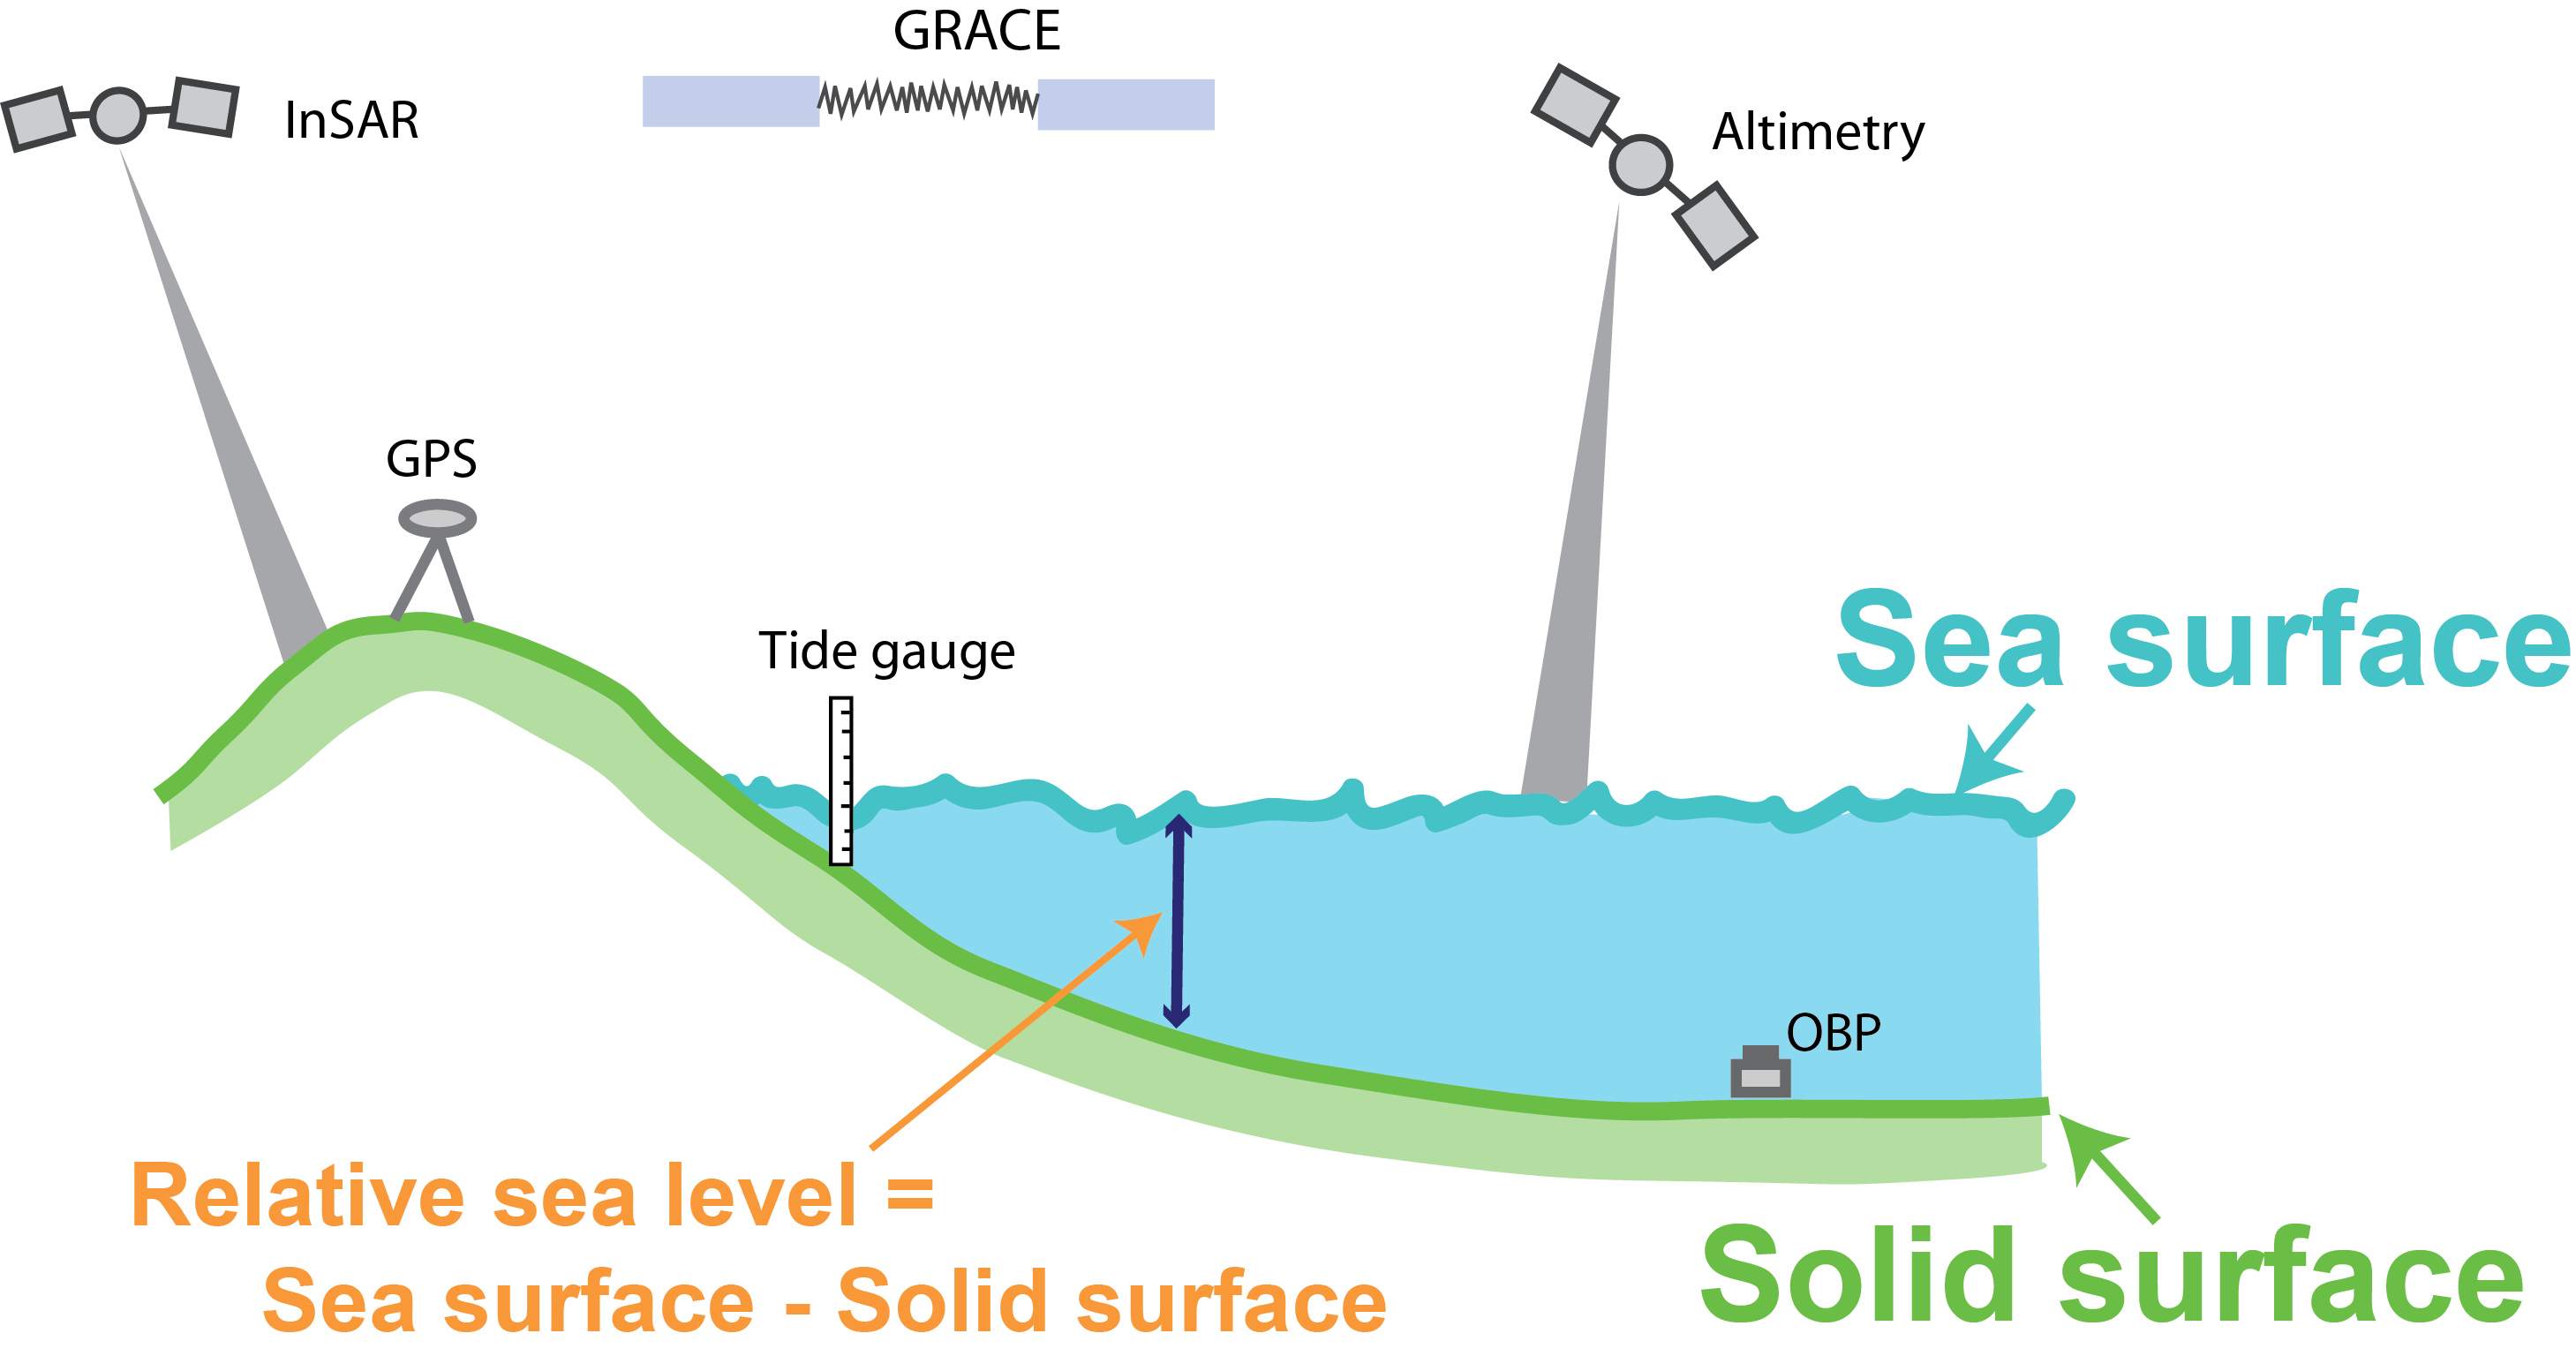 GRACE
InSAR
Altimetry
GPS
Sea surface
Tide gauge
OBP
Relative sea level =
Sea surface - Solid surface
Solid surface